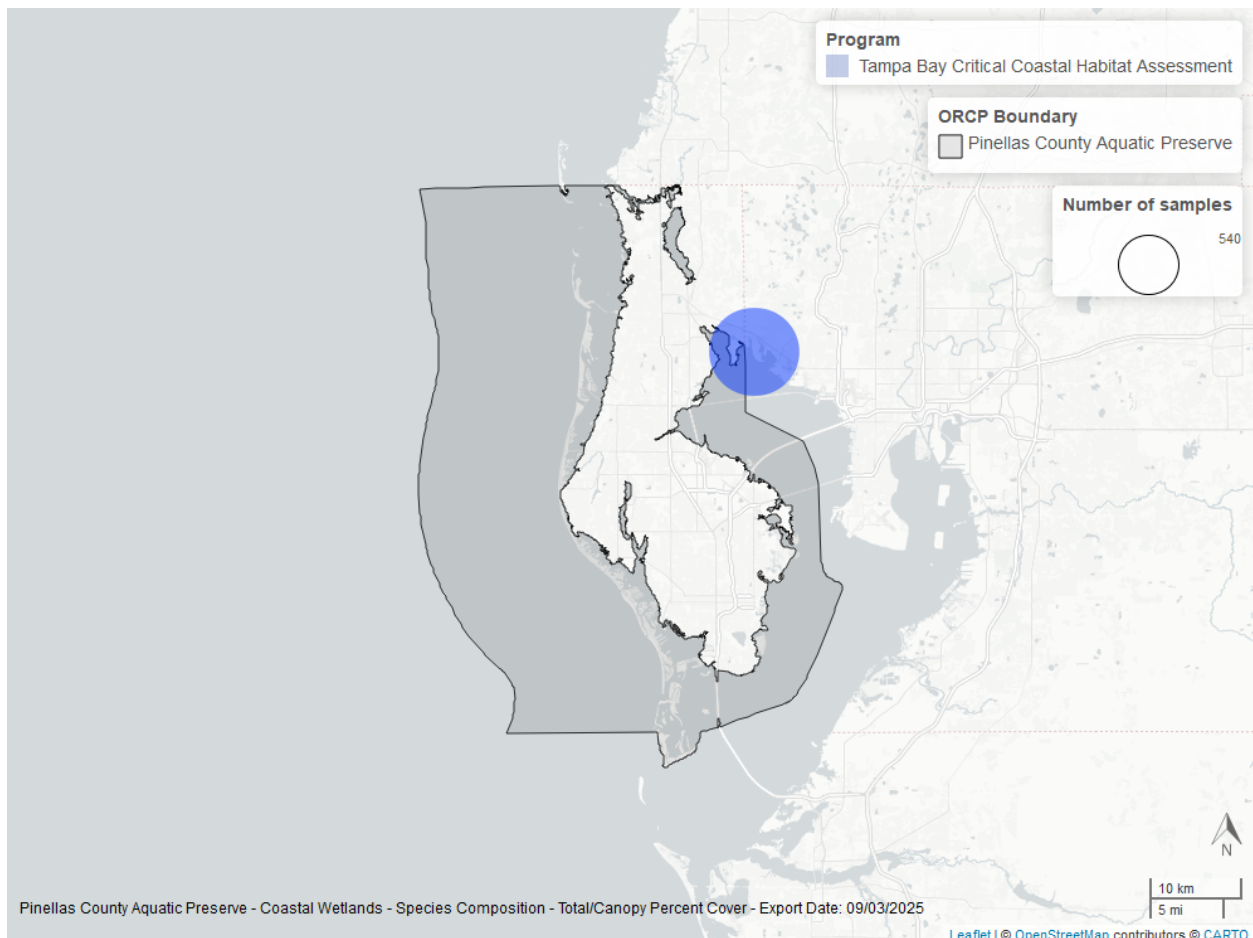 Program
Tampa Bay Critical Coastal Habitat Assessment
ORCP Boundary
Pinellas County Aquatic Preserve
Number of samples
540
N
10 km
5 mi
Pinellas County Aquatic Preserve - Coastal Wetlands - Species Composition - Total/Canopy Percent Cover - Export Date: 09/03/2025
Leaflet | © OpenStreetMap contributors © CARTO